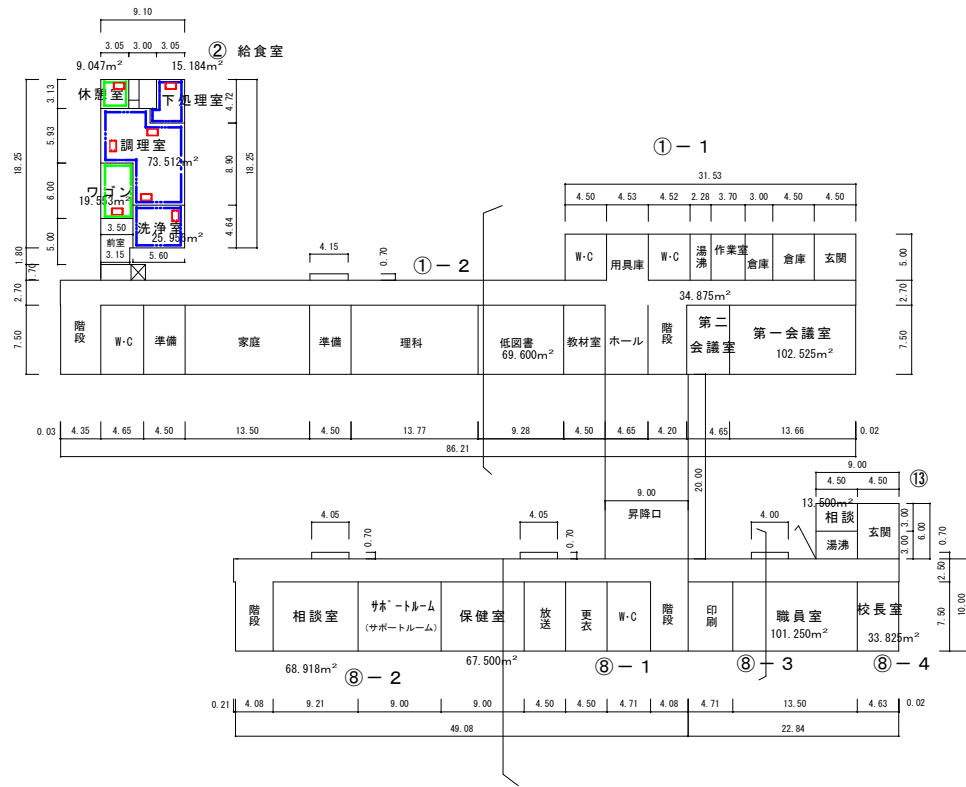 9.10
3.05 3.00 3.05
② 給食室
9.047m² 15.184m²
休憩室 下処理室
3.13
5.93
6.00
5.00
1.80
1.70
18.25
4.72
8.90
4.64
18.25
調理室
73.512m²
ワゴン
19.553m²
洗浄室
25.956m²
3.50
前室
3.15 5.60
4.15
0.70
①－2
①－1
31.53
4.50 4.53 4.52 2.28 3.70 3.00 4.50 4.50
W・C 用具庫 W・C 湯沸 作業室 倉庫 倉庫 玄関
5.00
2.70
7.50
34.875m²
2.70
7.50
階段 W・C 準備 家庭 準備 理科 低図書 教材室 ホール 階段 第二会議室 第一会議室
69.600m²
102.525m²
0.03 4.35 4.65 4.50 13.50 4.50 13.77 9.28 4.50 4.65 4.20 4.65 13.66 0.02
86.21
20.00
9.00
昇降口
9.00
4.50 4.50
⑬
13.500m²
相談
湯沸
玄関
3.00
3.00
6.00
0.70
4.05 0.70 4.05 0.70 4.00
2.50
7.50
10.00
階段 相談室 サポートルーム 保健室 放送 更衣 W・C 階段 印刷 職員室 校長室
(サポートルーム)
101.250m²
33.825m²
68.918m²
67.500m²
⑧－2 ⑧－1 ⑧－3 ⑧－4
0.21 4.08 9.21 9.00 9.00 4.50 4.50 4.71 4.08 4.71 13.50 4.63 0.02
49.08 22.84